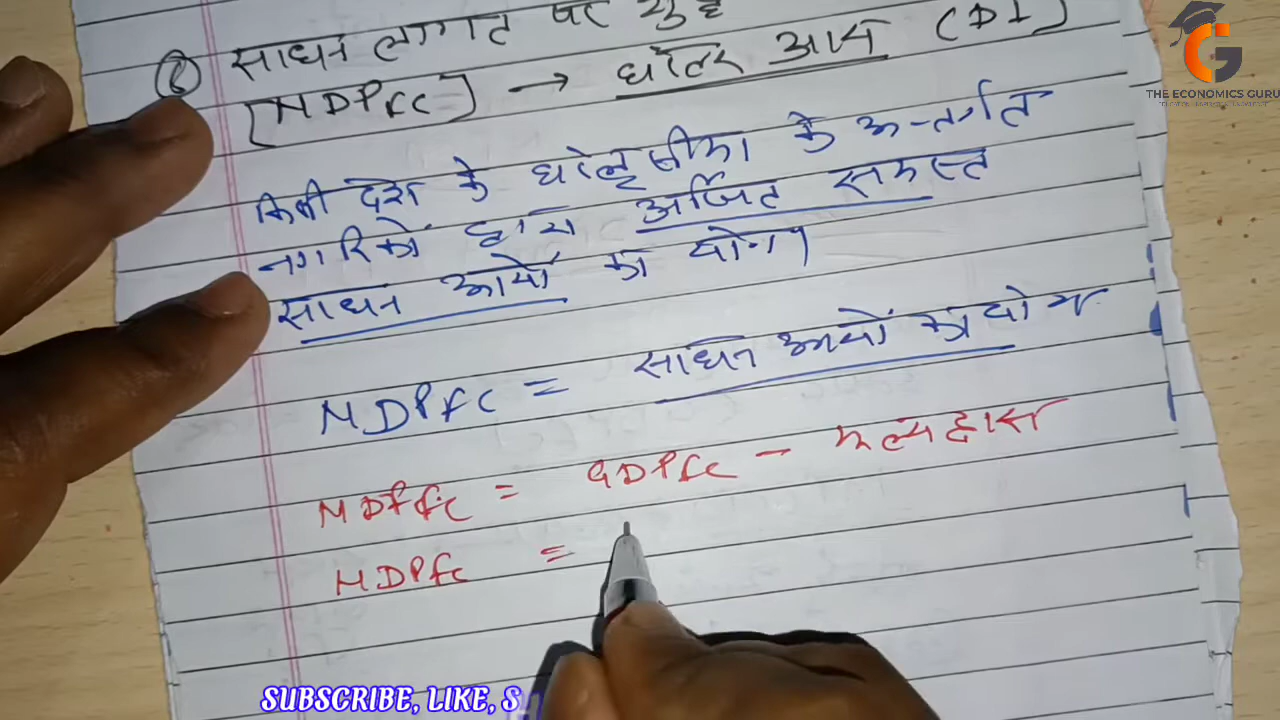 ⑧ साधन लागत पर शुद्ध
[NDPFC] → घरेलू आय (DI)
किसी देश के घरेलू सीमा के अन्तर्गत
नागरिकों द्वारा अर्जित समस्त
साधन आयों का योग।
NDPFC = साधन आयों का योग
NDPFC = GDPFC - मूल्यह्रास
NDPFC =
THE ECONOMICS GURU
SUBSCRIBE, LIKE, S